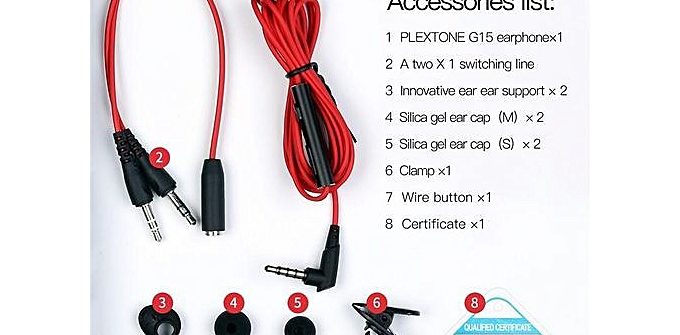 Accessories list:
1 PLEXTONE G15 earphone×1
2 A two X 1 switching line
3 Innovative ear ear support × 2
4 Silica gel ear cap（M）× 2
5 Silica gel ear cap（S）× 2
6 Clamp ×1
7 Wire button ×1
8 Certificate ×1
2
3
4
5
6
8
QUALIFIED CERTIFICATE